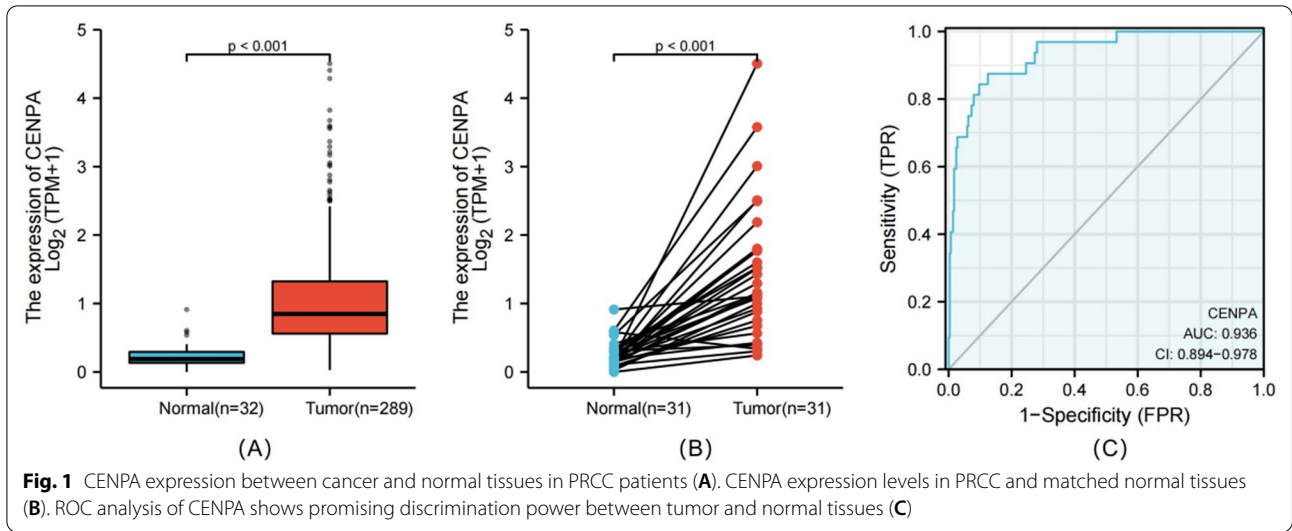 5
4
3
2
1
0
The expression of CENPA
Log2 (TPM+1)
p < 0.001
Normal(n=32)
Tumor(n=289)
(A)
5
4
3
2
1
0
The expression of CENPA
Log2 (TPM+1)
p < 0.001
Normal(n=31)
Tumor(n=31)
(B)
1.0
0.8
0.6
0.4
0.2
0.0
Sensitivity (TPR)
CENPA
AUC: 0.936
CI: 0.894−0.978
0.0 0.2 0.4 0.6 0.8 1.0
1−Specificity (FPR)
(C)
Fig. 1 CENPA expression between cancer and normal tissues in PRCC patients (A). CENPA expression levels in PRCC and matched normal tissues
(B). ROC analysis of CENPA shows promising discrimination power between tumor and normal tissues (C)